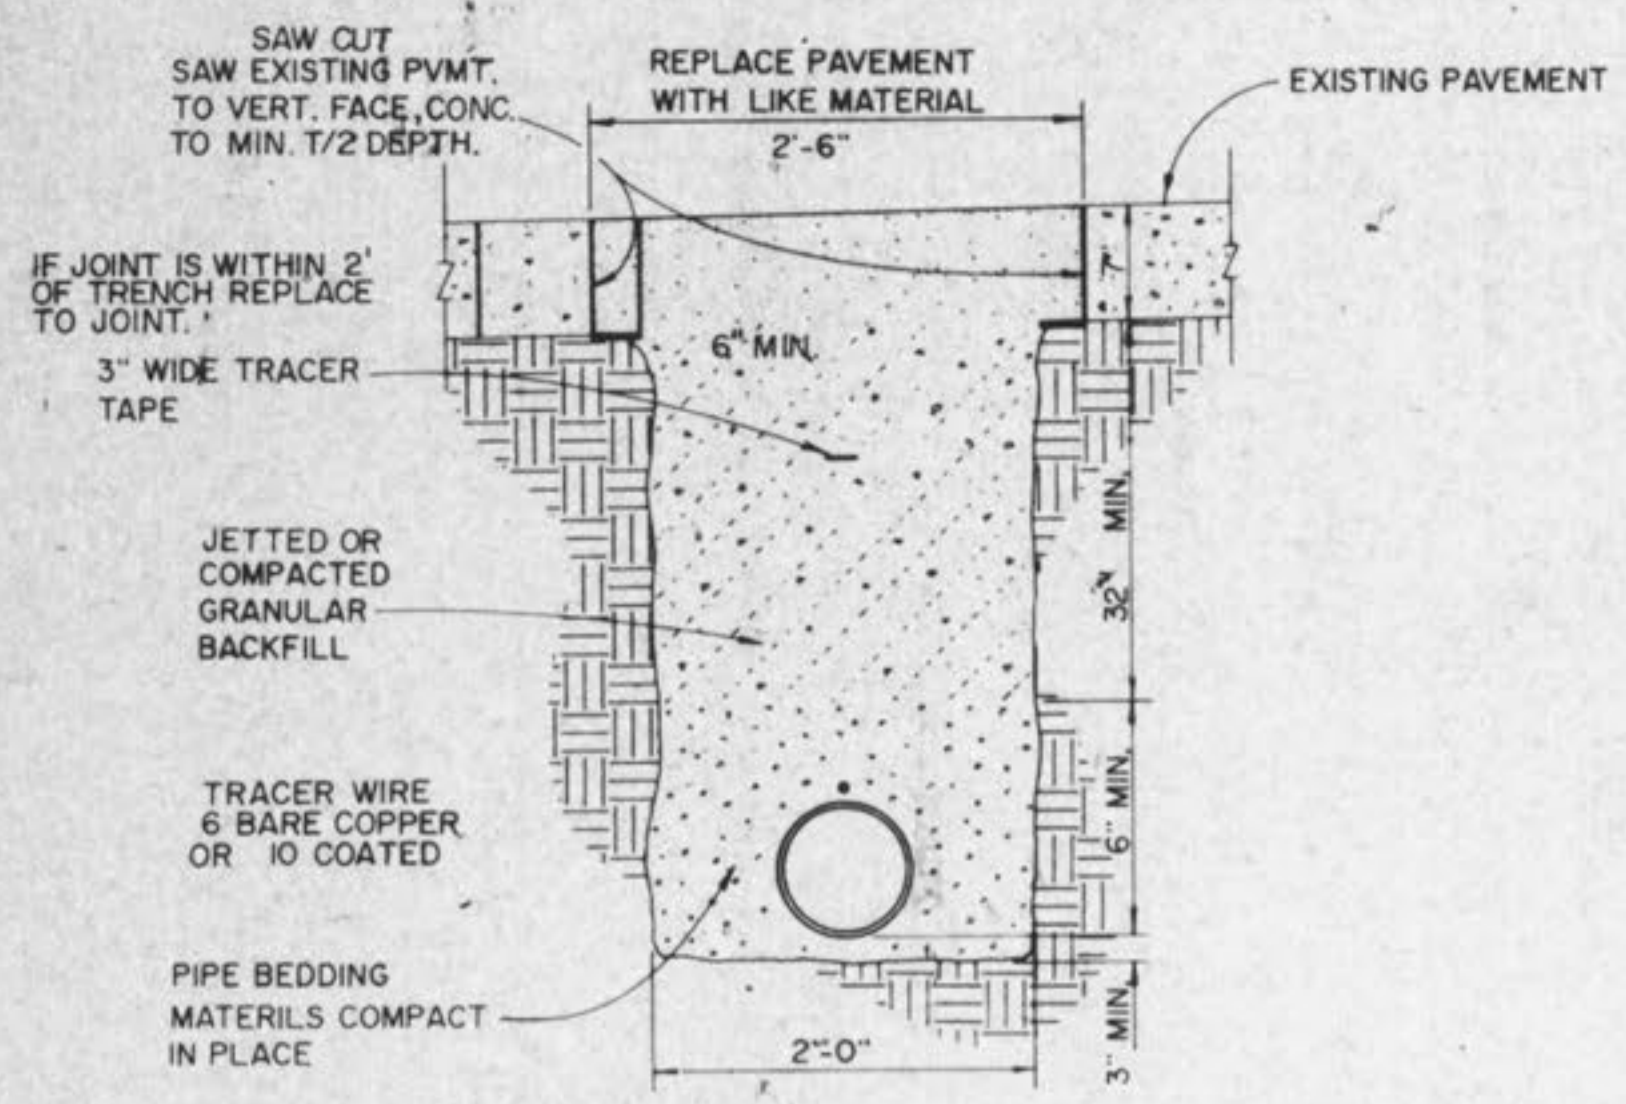 SAW CUT
SAW EXISTING PVMT.
TO VERT. FACE, CONC.
TO MIN. T/2 DEPTH.
REPLACE PAVEMENT
WITH LIKE MATERIAL
2'-6"
EXISTING PAVEMENT
IF JOINT IS WITHIN 2'
OF TRENCH REPLACE
TO JOINT.
7"
6" MIN.
3" WIDE TRACER
TAPE
32" MIN.
JETTED OR
COMPACTED
GRANULAR
BACKFILL
TRACER WIRE
6 BARE COPPER
OR 10 COATED
6" MIN.
PIPE BEDDING
MATERILS COMPACT
IN PLACE
2'-0"
3" MIN.